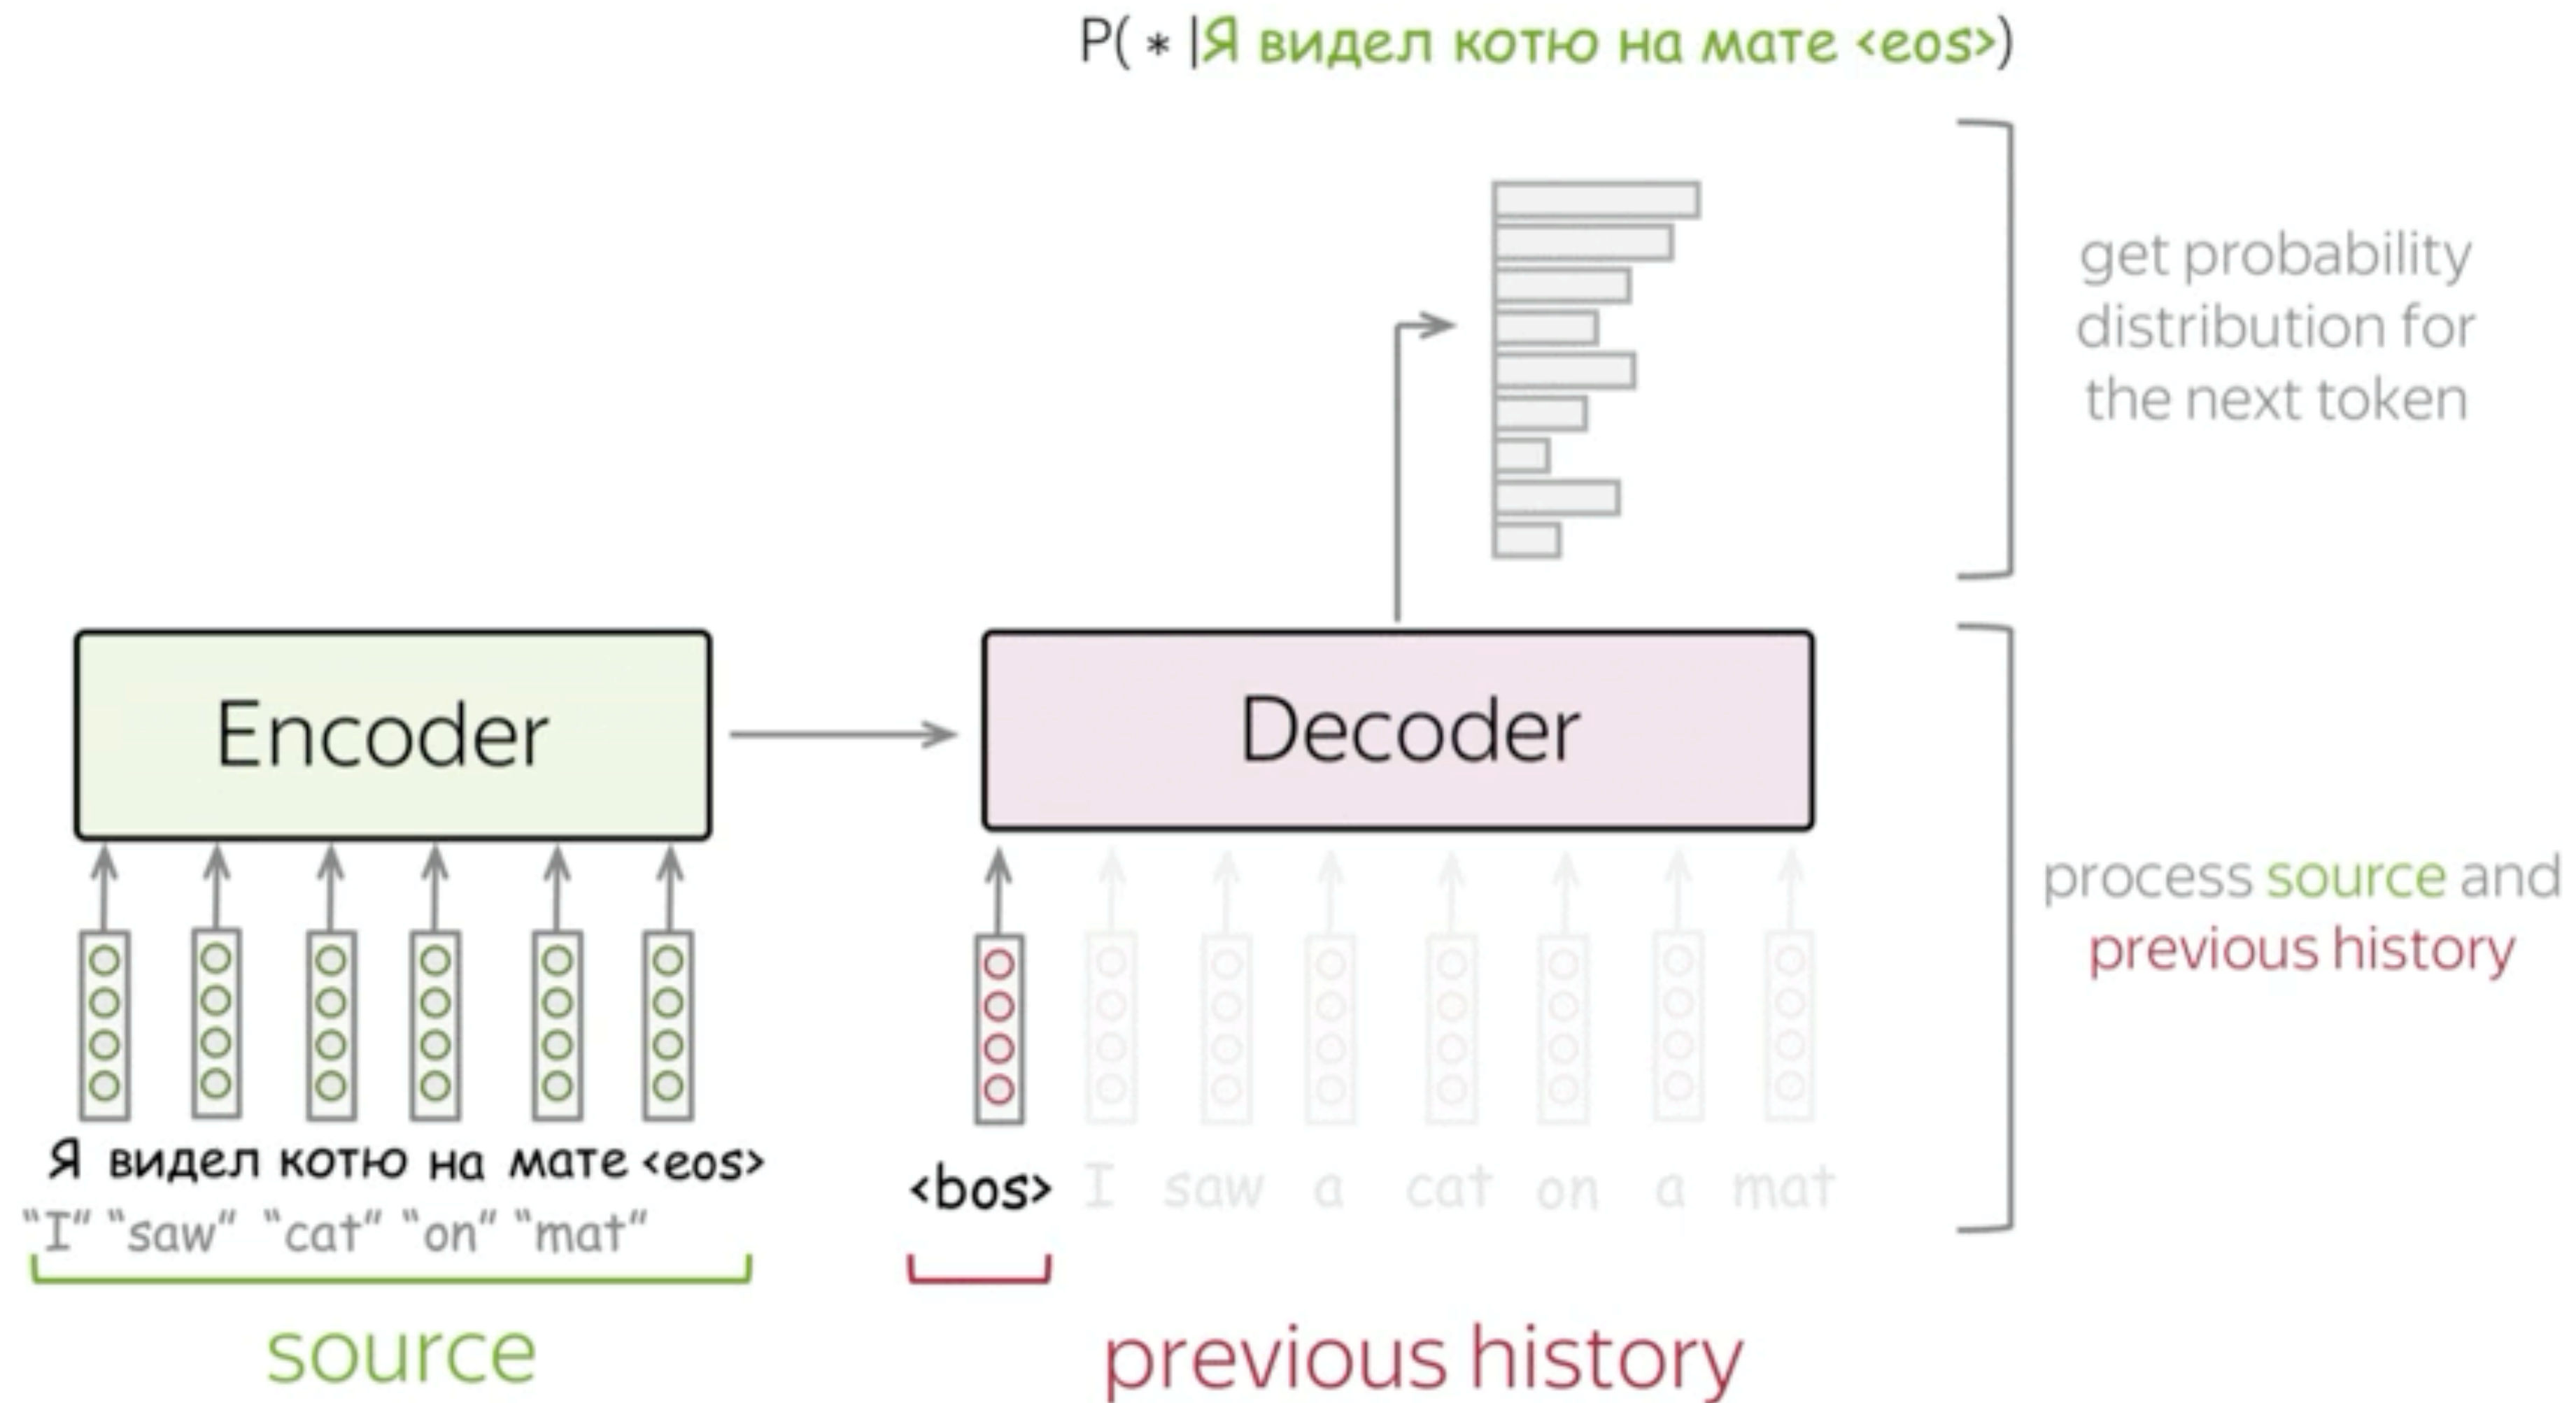 P( * |Я видел котю на мате <eos>)
get probability
distribution for
the next token
Encoder
Decoder
process source and
previous history
Я видел котю на мате <eos>
"I" "saw" "cat" "on" "mat"
<bos> I saw a cat on a mat
source
previous history